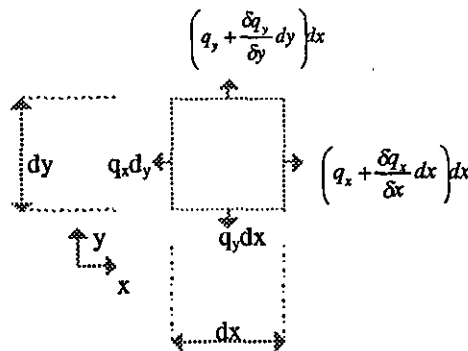 (q_y + δq_y/δy dy)dx
dy
q_xd_y
(q_x + δq_x/δx dx)dx
y
q_ydx
x
dx